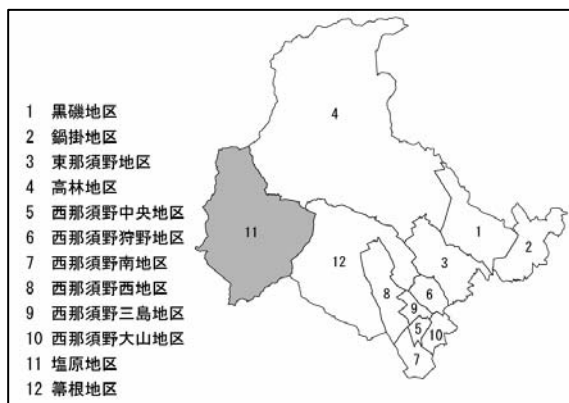 1 黒磯地区
2 鍋掛地区
3 東那須野地区
4 高林地区
5 西那須野中央地区
6 西那須野狩野地区
7 西那須野南地区
8 西那須野西地区
9 西那須野三島地区
10 西那須野大山地区
11 塩原地区
12 箒根地区
4
11
12
1
2
3
8
6
9
5
10
7